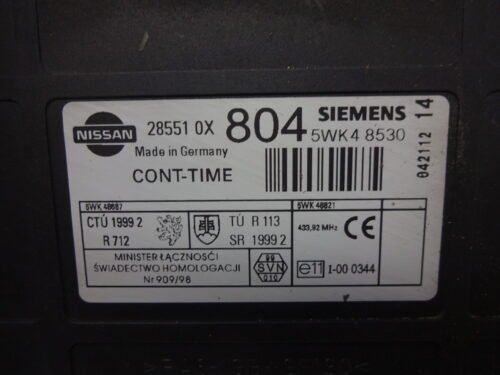 NISSAN
28551 0X 804 SIEMENS
Made in Germany
5WK4 8530
CONT-TIME
042112 14
5WK 48687
5WK 48821
CTÚ 1999 2
R 712
TÚ R 113
SR 1999 2
433,92 MHz
MINISTER ŁĄCZNOŚCI
ŚWIADECTWO HOMOLOGACJI
Nr 909/98
99
SVN
010
e11 I-00 0344